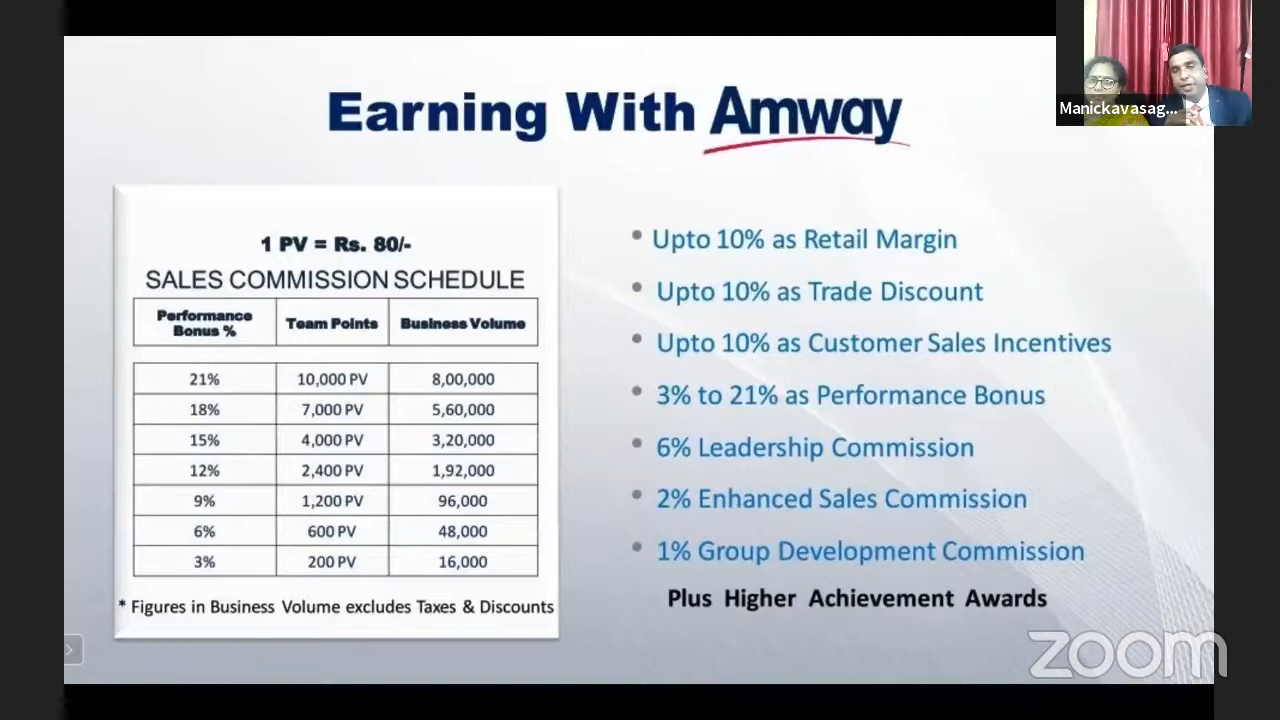 Earning With Amway
Manickavasag...
1 PV = Rs. 80/-
SALES COMMISSION SCHEDULE
Performance Bonus % Team Points Business Volume
21% 10,000 PV 8,00,000
18% 7,000 PV 5,60,000
15% 4,000 PV 3,20,000
12% 2,400 PV 1,92,000
9% 1,200 PV 96,000
6% 600 PV 48,000
3% 200 PV 16,000
* Figures in Business Volume excludes Taxes & Discounts
• Upto 10% as Retail Margin
• Upto 10% as Trade Discount
• Upto 10% as Customer Sales Incentives
• 3% to 21% as Performance Bonus
• 6% Leadership Commission
• 2% Enhanced Sales Commission
• 1% Group Development Commission
Plus Higher Achievement Awards
zoom